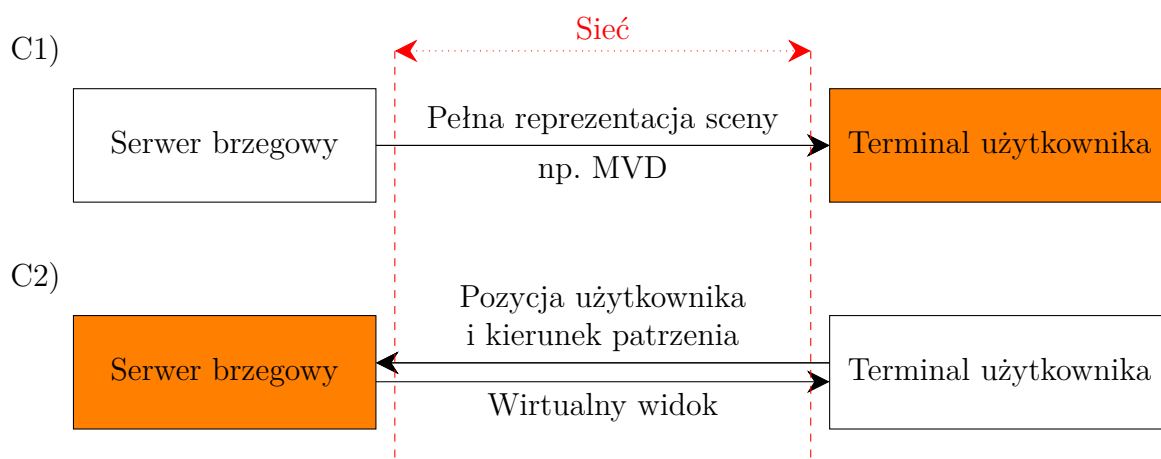 Sieć
C1)
Serwer brzegowy
Pełna reprezentacja sceny
np. MVD
Terminal użytkownika
C2)
Pozycja użytkownika
i kierunek patrzenia
Serwer brzegowy
Wirtualny widok
Terminal użytkownika